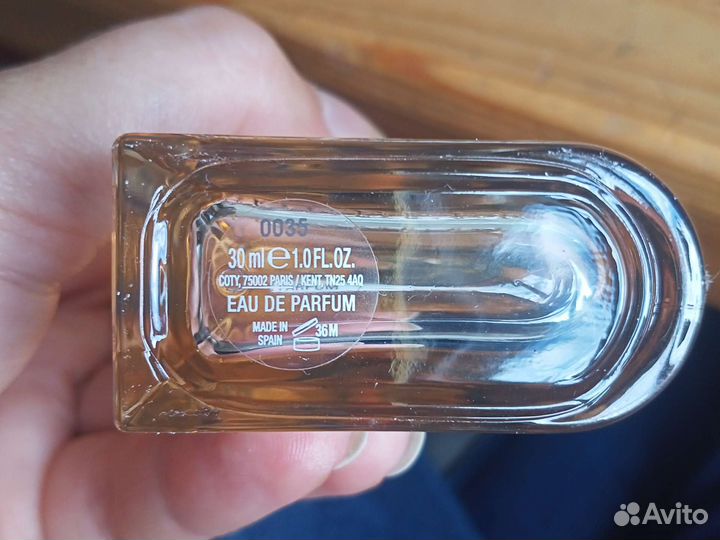 0035
30 ml e 1.0 FL.OZ.
COTY, 75002 PARIS / KENT, TN25 4AQ
EAU DE PARFUM
MADE IN
SPAIN
36M
Avito